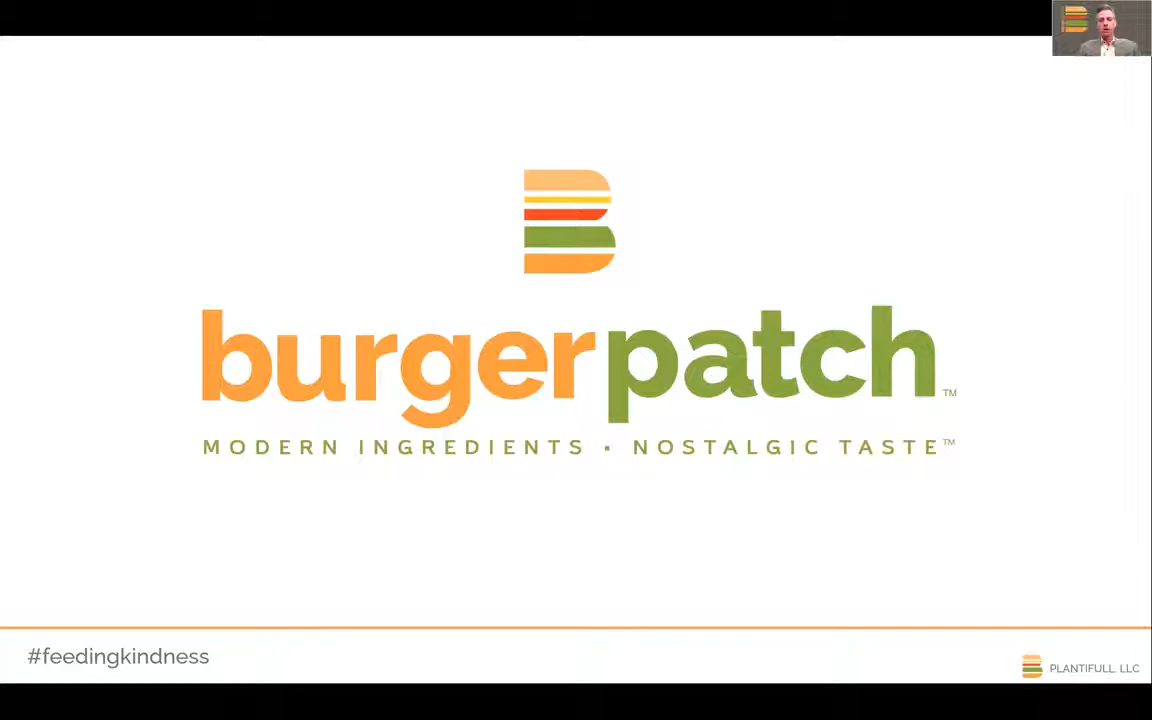 burgerpatch™
MODERN INGREDIENTS • NOSTALGIC TASTE™
#feedingkindness
PLANTIFULL, LLC